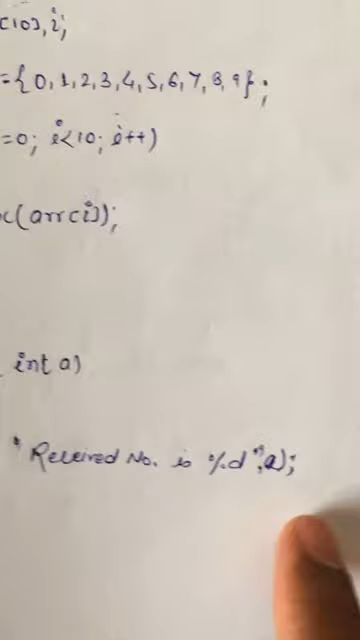 [10], i;
={0,1,2,3,4,5,6,7,8,9};
=0; i<10; i++)
(arr[i]);
int a)
" Received No. is %d", a);